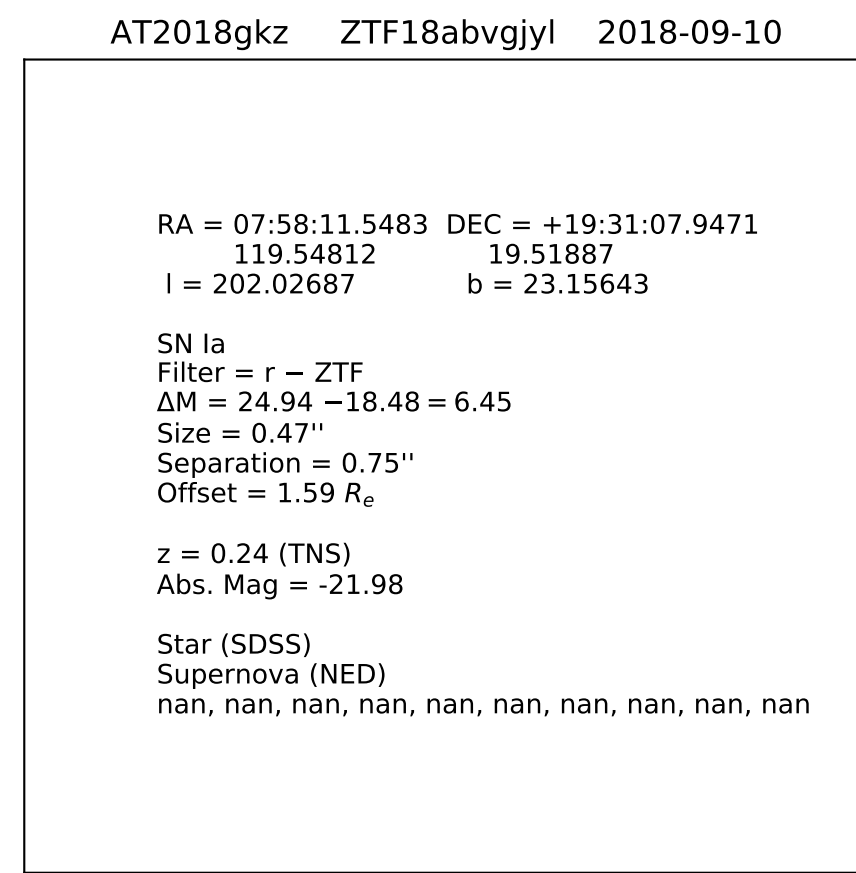 AT2018gkz ZTF18abvgjyl 2018-09-10
RA = 07:58:11.5483 DEC = +19:31:07.9471
119.54812 19.51887
l = 202.02687 b = 23.15643
SN Ia
Filter = r − ZTF
ΔM = 24.94 −18.48 = 6.45
Size = 0.47''
Separation = 0.75''
Offset = 1.59 Rₑ
z = 0.24 (TNS)
Abs. Mag = -21.98
Star (SDSS)
Supernova (NED)
nan, nan, nan, nan, nan, nan, nan, nan, nan, nan